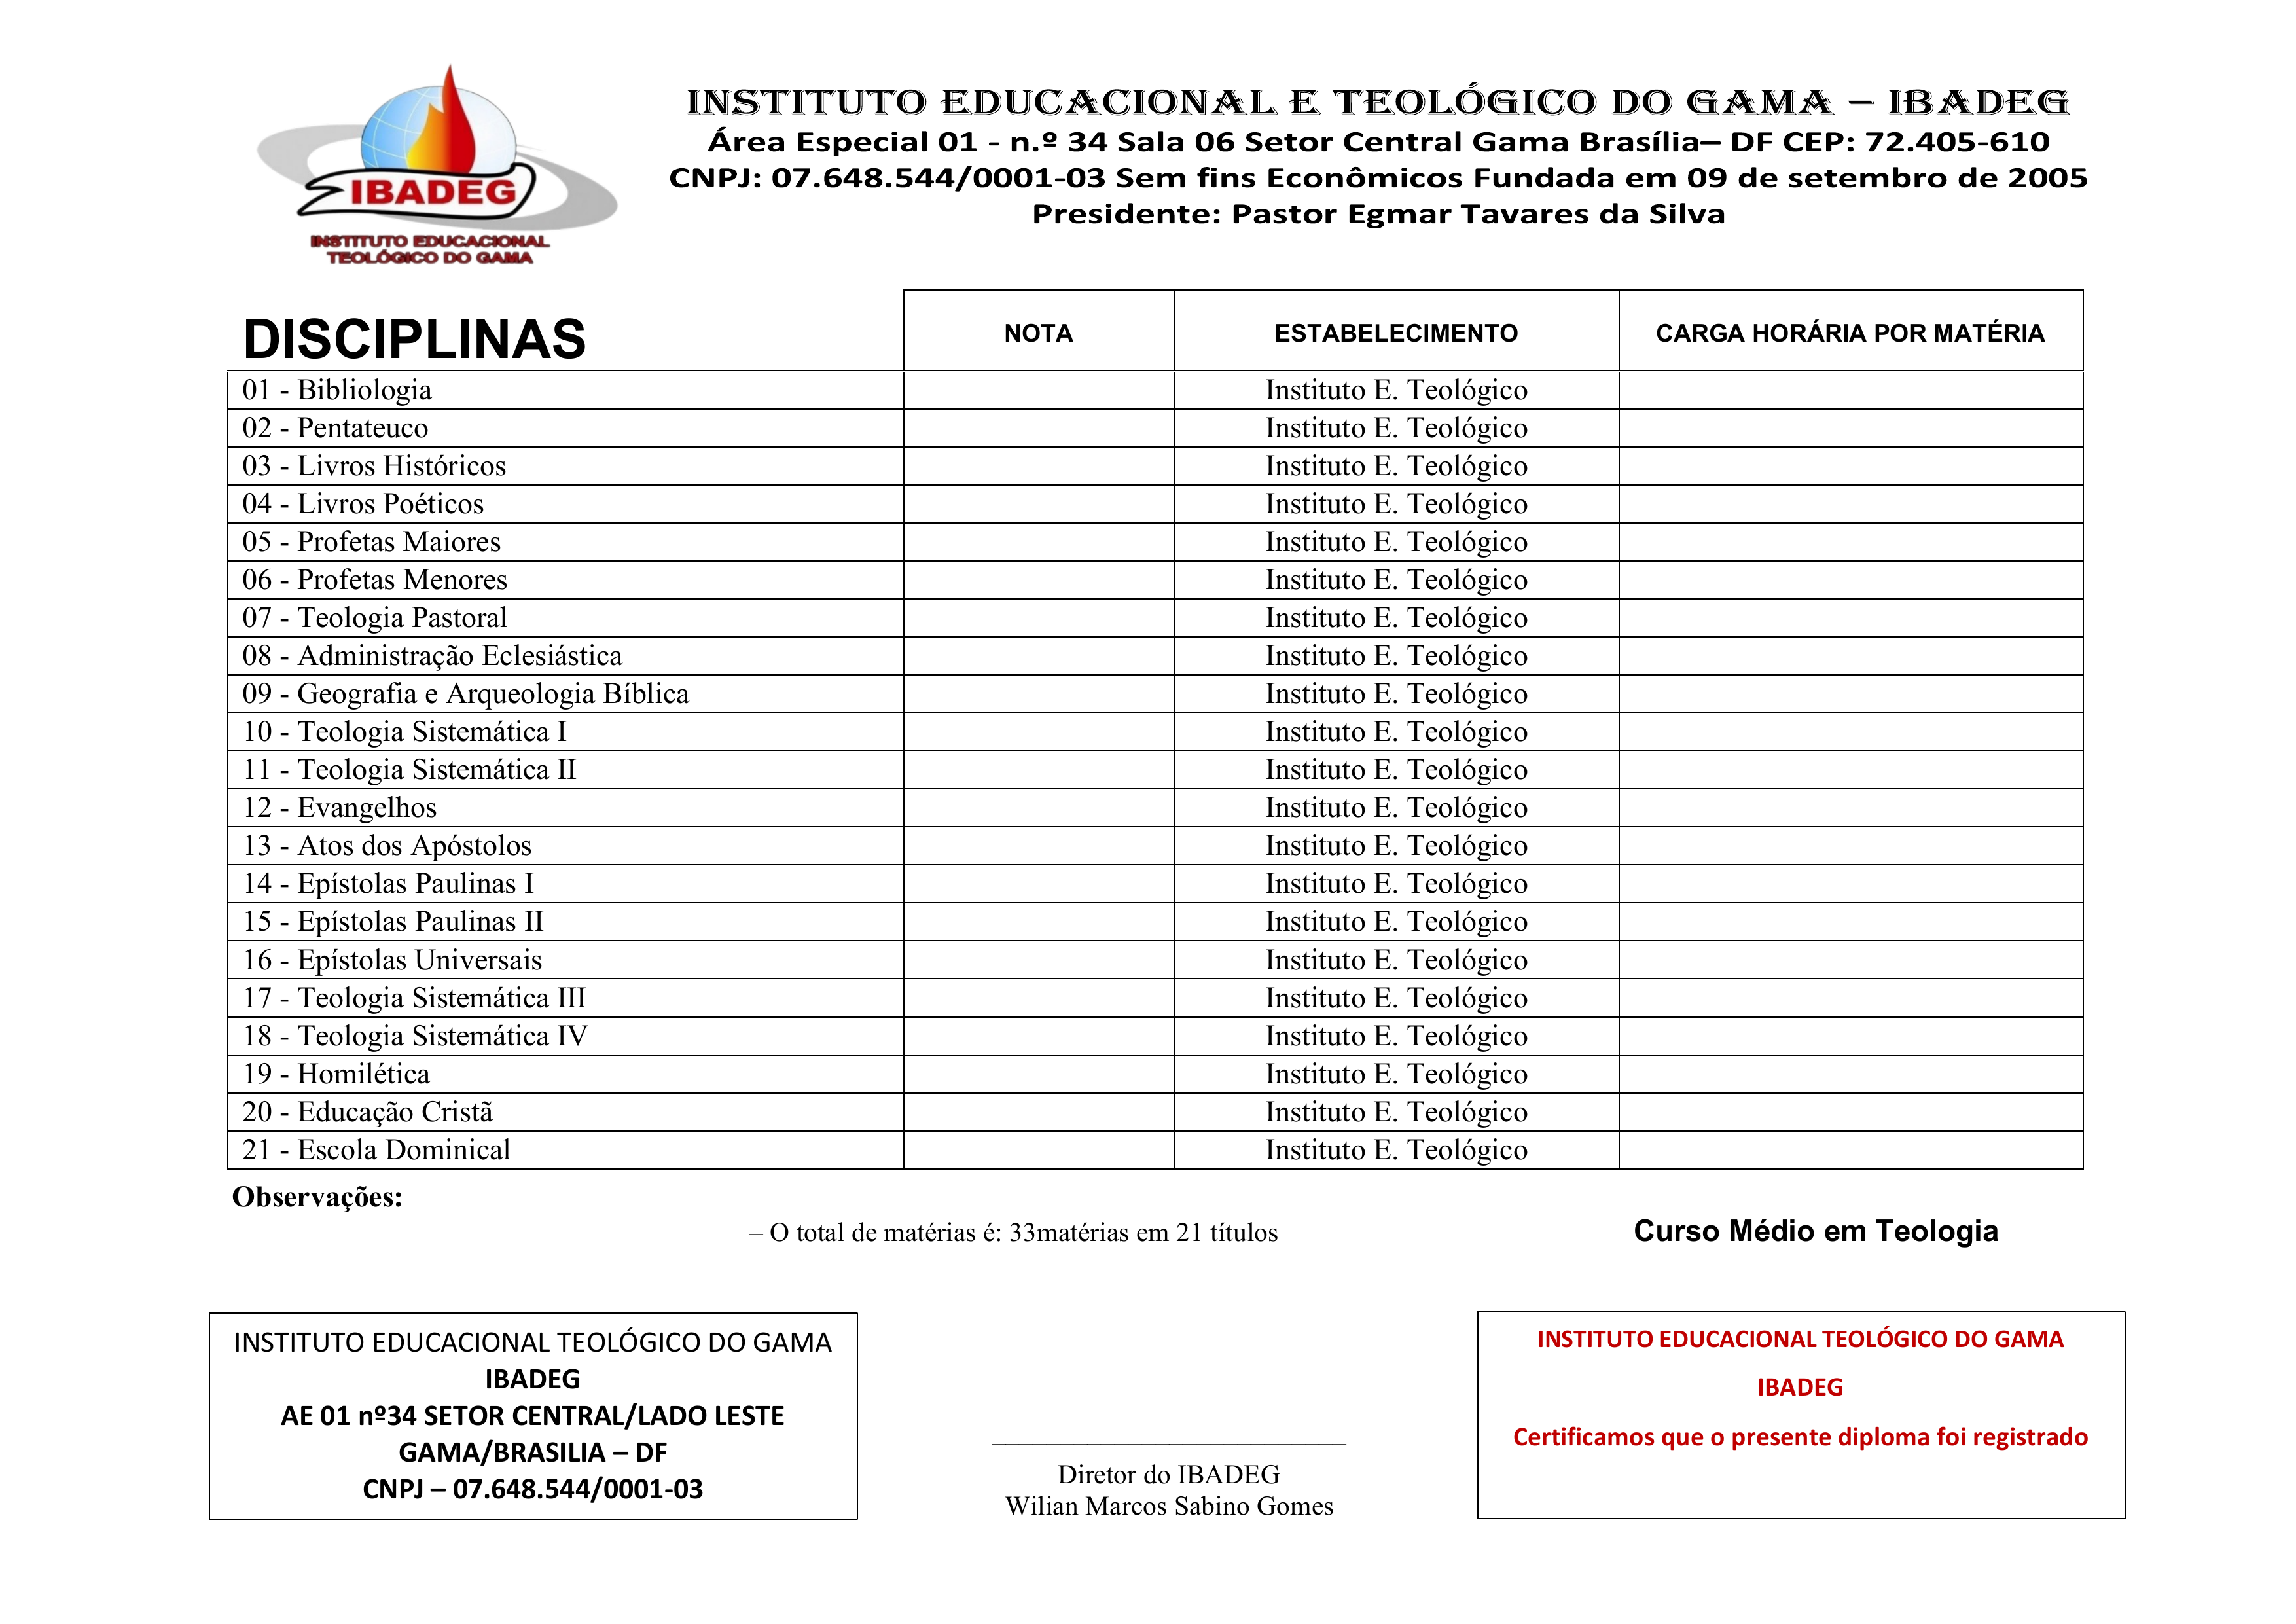 IBADEG
INSTITUTO EDUCACIONAL
TEOLÓGICO DO GAMA
INSTITUTO EDUCACIONAL E TEOLÓGICO DO GAMA – IBADEG
Área Especial 01 - n.º 34 Sala 06 Setor Central Gama Brasília– DF CEP: 72.405-610
CNPJ: 07.648.544/0001-03 Sem fins Econômicos Fundada em 09 de setembro de 2005
Presidente: Pastor Egmar Tavares da Silva
DISCIPLINAS NOTA ESTABELECIMENTO CARGA HORÁRIA POR MATÉRIA
01 - Bibliologia Instituto E. Teológico
02 - Pentateuco Instituto E. Teológico
03 - Livros Históricos Instituto E. Teológico
04 - Livros Poéticos Instituto E. Teológico
05 - Profetas Maiores Instituto E. Teológico
06 - Profetas Menores Instituto E. Teológico
07 - Teologia Pastoral Instituto E. Teológico
08 - Administração Eclesiástica Instituto E. Teológico
09 - Geografia e Arqueologia Bíblica Instituto E. Teológico
10 - Teologia Sistemática I Instituto E. Teológico
11 - Teologia Sistemática II Instituto E. Teológico
12 - Evangelhos Instituto E. Teológico
13 - Atos dos Apóstolos Instituto E. Teológico
14 - Epístolas Paulinas I Instituto E. Teológico
15 - Epístolas Paulinas II Instituto E. Teológico
16 - Epístolas Universais Instituto E. Teológico
17 - Teologia Sistemática III Instituto E. Teológico
18 - Teologia Sistemática IV Instituto E. Teológico
19 - Homilética Instituto E. Teológico
20 - Educação Cristã Instituto E. Teológico
21 - Escola Dominical Instituto E. Teológico
Observações:
– O total de matérias é: 33matérias em 21 títulos
Curso Médio em Teologia
INSTITUTO EDUCACIONAL TEOLÓGICO DO GAMA
IBADEG
AE 01 nº34 SETOR CENTRAL/LADO LESTE
GAMA/BRASILIA – DF
CNPJ – 07.648.544/0001-03
Diretor do IBADEG
Wilian Marcos Sabino Gomes
INSTITUTO EDUCACIONAL TEOLÓGICO DO GAMA
IBADEG
Certificamos que o presente diploma foi registrado